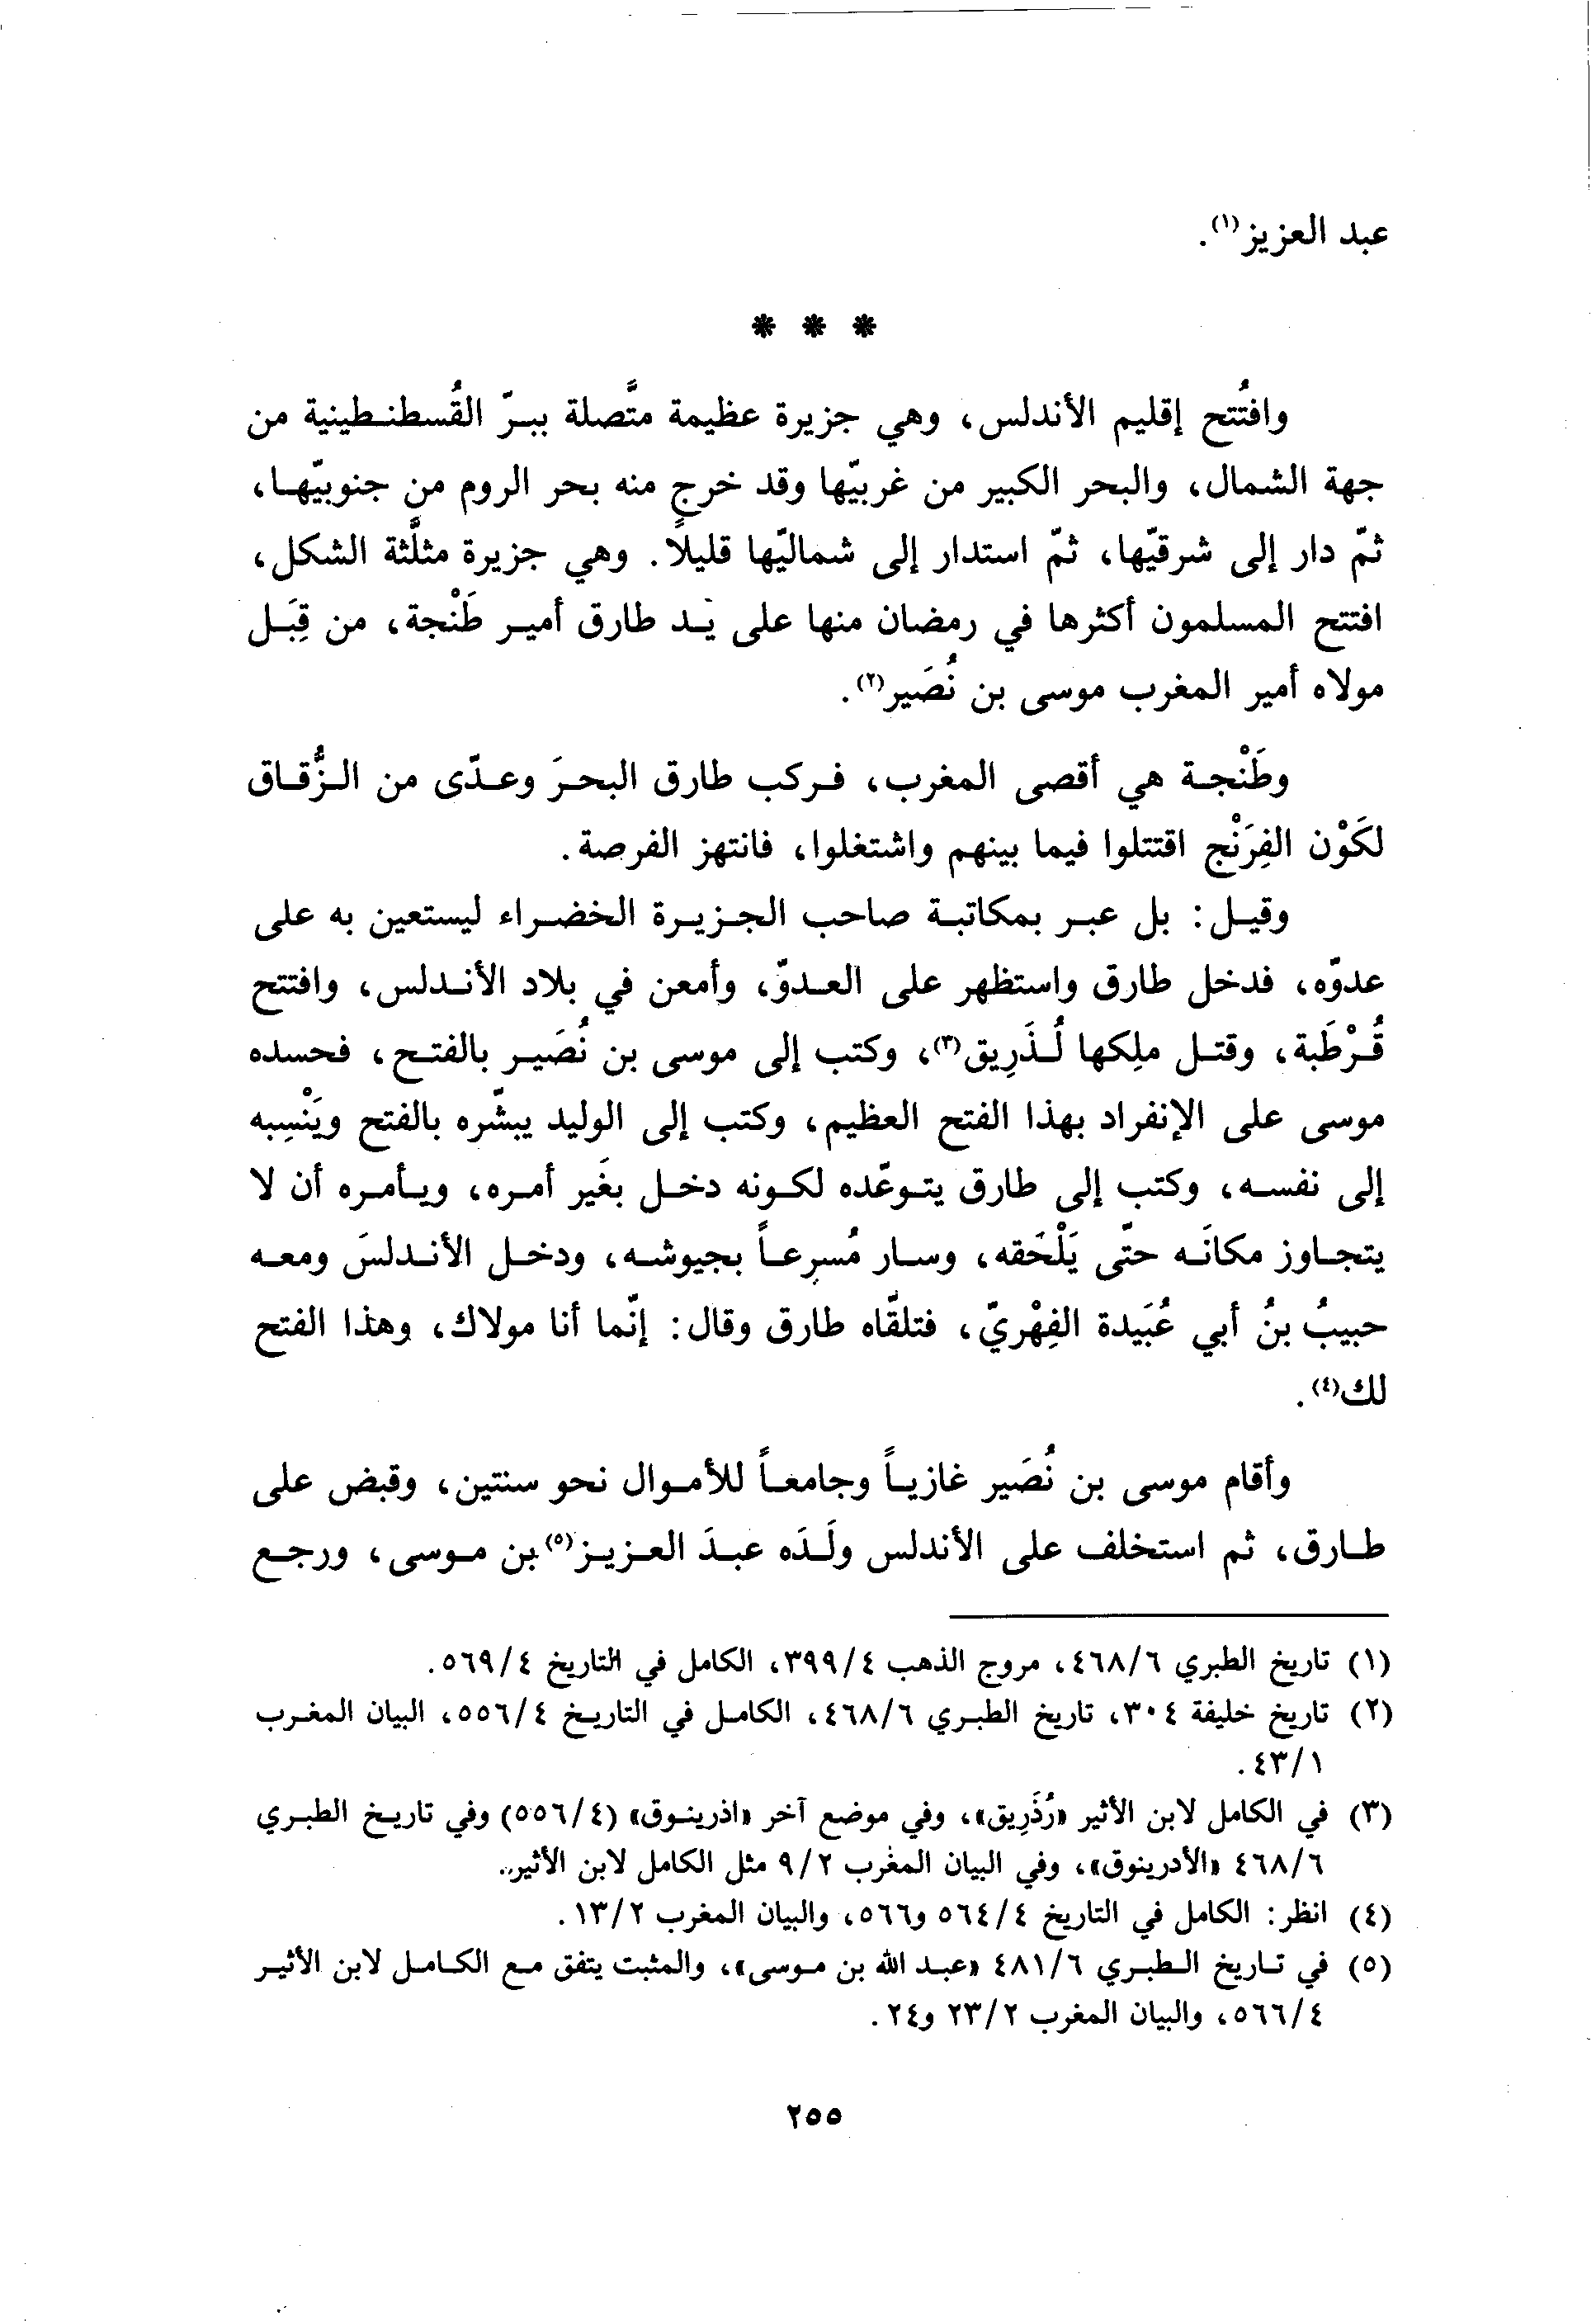 عبد العزيز(١).
* * *
وافتُتح إقليم الأندلس، وهي جزيرة عظيمة متَّصلة ببرّ القُسطنطينية من
جهة الشمال، والبحر الكبير من غربيّها وقد خرج منه بحر الروم من جنوبيّها،
ثمّ دار إلى شرقيّها، ثمّ استدار إلى شماليّها قليلاً. وهي جزيرة مثلَّثة الشكل،
افتتح المسلمون أكثرها في رمضان منها على يد طارق أمير طَنْجة، من قِبَل
مولاه أمير المغرب موسى بن نُصَير(٢).
وطَنْجة هي أقصى المغرب، فركب طارق البحرَ وعدّى من الزُّقاق
لكَوْن الفِرَنْج اقتتلوا فيما بينهم واشتغلوا، فانتهز الفرصة.
وقيل: بل عبر بمكاتبة صاحب الجزيرة الخضراء ليستعين به على
عدوّه، فدخل طارق واستظهر على العدوّ، وأمعن في بلاد الأندلس، وافتتح
قُرْطَبة، وقتل ملِكها لُذَرِيق(٣)، وكتب إلى موسى بن نُصَير بالفتح، فحسده
موسى على الإنفراد بهذا الفتح العظيم، وكتب إلى الوليد يبشّره بالفتح ويَنْسِبه
إلى نفسه، وكتب إلى طارق يتوعّده لكونه دخل بغَير أمره، ويأمره أن لا
يتجاوز مكانَه حتّى يَلْحَقه، وسار مُسرِعاً بجيوشه، ودخل الأندلسَ ومعه
حبيبُ بنُ أبي عُبَيدة الفِهْريّ، فتلقّاه طارق وقال: إنّما أنا مولاك، وهذا الفتح
لك(٤).
وأقام موسى بن نُصَير غازياً وجامعاً للأموال نحو سنتين، وقبض على
طارق، ثم استخلف على الأندلس ولَدَه عبدَ العزيز(٥) بن موسى، ورجع
(١) تاريخ الطبري ٤٦٨/٦، مروج الذهب ٣٩٩/٤، الكامل في التاريخ ٥٦٩/٤.
(٢) تاريخ خليفة ٣٠٤، تاريخ الطبري ٤٦٨/٦، الكامل في التاريخ ٥٥٦/٤، البيان المغرب
٤٣/١.
(٣) في الكامل لابن الأثير «رُذَرِيق»، وفي موضع آخر «اذرينوق» (٥٥٦/٤) وفي تاريخ الطبري
٤٦٨/٦ «الأدرينوق»، وفي البيان المغرب ٩/٢ مثل الكامل لابن الأثير.
(٤) انظر: الكامل في التاريخ ٥٦٤/٤ و٥٦٦، والبيان المغرب ١٣/٢.
(٥) في تاريخ الطبري ٤٨١/٦ «عبد الله بن موسى»، والمثبت يتفق مع الكامل لابن الأثير
٥٦٦/٤، والبيان المغرب ٢٣/٢ و٢٤.
٢٥٥